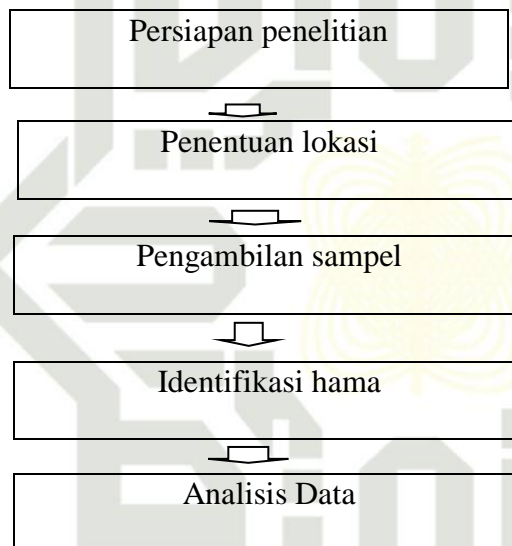 Persiapan penelitian
Penentuan lokasi
Pengambilan sampel
Identifikasi hama
Analisis Data